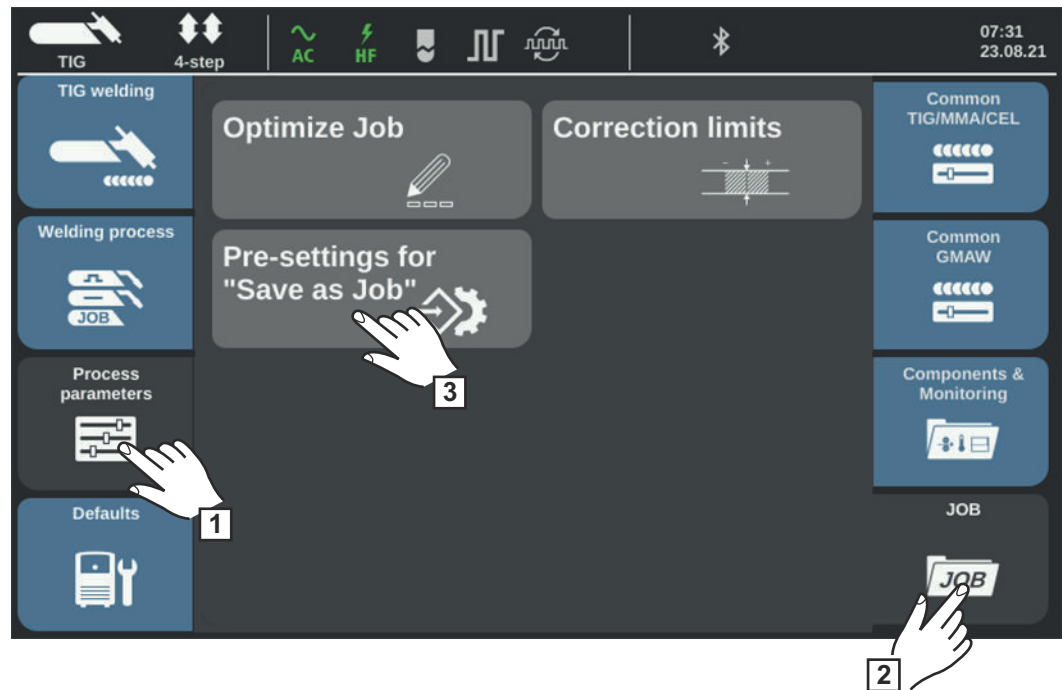 TIG
4-step
AC
HF
07:31
23.08.21
TIG welding
Welding process
JOB
Process
parameters
Defaults
Optimize Job
Correction limits
- +
Pre-settings for
"Save as Job"
Common
TIG/MMA/CEL
Common
GMAW
Components &
Monitoring
JOB
JOB
1
2
3